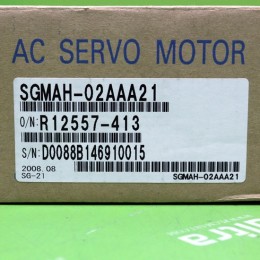 AC SERVO MOTOR
SGMAH-02AAA21
O/N: R12557-413
S/N: D0088B146910015
2008.08
SG-21
SGMAH-02AAA21